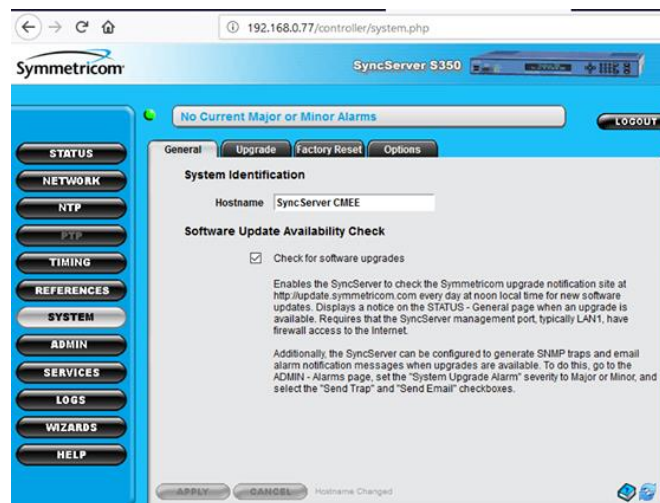 192.168.0.77/controller/system.php
Symmetricom
SyncServer S350
No Current Major or Minor Alarms
LOGOUT
General
Upgrade
Factory Reset
Options
STATUS
NETWORK
NTP
PTP
TIMING
REFERENCES
SYSTEM
ADMIN
SERVICES
LOGS
WIZARDS
HELP
System Identification
Hostname SyncServer CMEE
Software Update Availability Check
Check for software upgrades
Enables the SyncServer to check the Symmetricom upgrade notification site at
http://update.symmetricom.com every day at noon local time for new software
updates. Displays a notice on the STATUS - General page when an upgrade is
available. Requires that the SyncServer management port, typically LAN1, have
firewall access to the Internet.
Additionally, the SyncServer can be configured to generate SNMP traps and email
alarm notification messages when upgrades are available. To do this, go to the
ADMIN - Alarms page, set the "System Upgrade Alarm" severity to Major or Minor, and
select the "Send Trap" and "Send Email" checkboxes.
APPLY
CANCEL
Hostname Changed